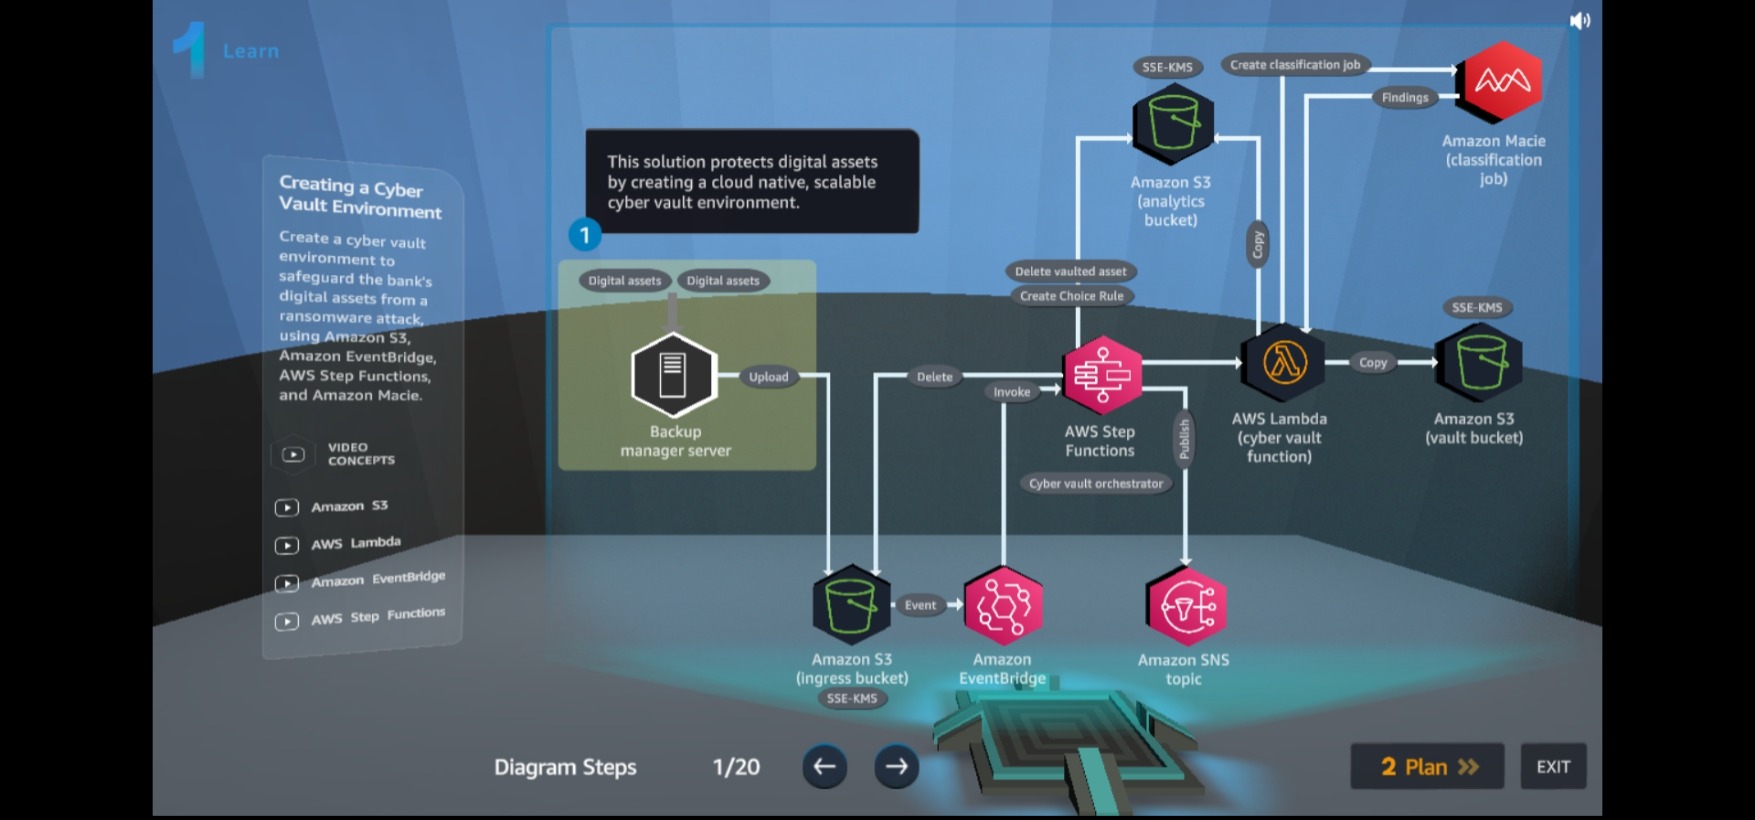 1 Learn
Creating a Cyber
Vault Environment
Create a cyber vault
environment to
safeguard the bank's
digital assets from a
ransomware attack,
using Amazon S3,
Amazon EventBridge,
AWS Step Functions,
and Amazon Macie.
VIDEO
CONCEPTS
Amazon S3
AWS Lambda
Amazon EventBridge
AWS Step Functions
This solution protects digital assets
by creating a cloud native, scalable
cyber vault environment.
1
Digital assets
Digital assets
Backup
manager server
Upload
Delete
Invoke
Delete vaulted asset
Create Choice Rule
AWS Step
Functions
Cyber vault orchestrator
Publish
SSE-KMS
Amazon S3
(analytics
bucket)
Copy
Create classification job
Findings
Amazon Macie
(classification
job)
AWS Lambda
(cyber vault
function)
Copy
SSE-KMS
Amazon S3
(vault bucket)
Event
Amazon S3
(ingress bucket)
SSE-KMS
Amazon
EventBridge
Amazon SNS
topic
Diagram Steps
1/20
2 Plan
EXIT